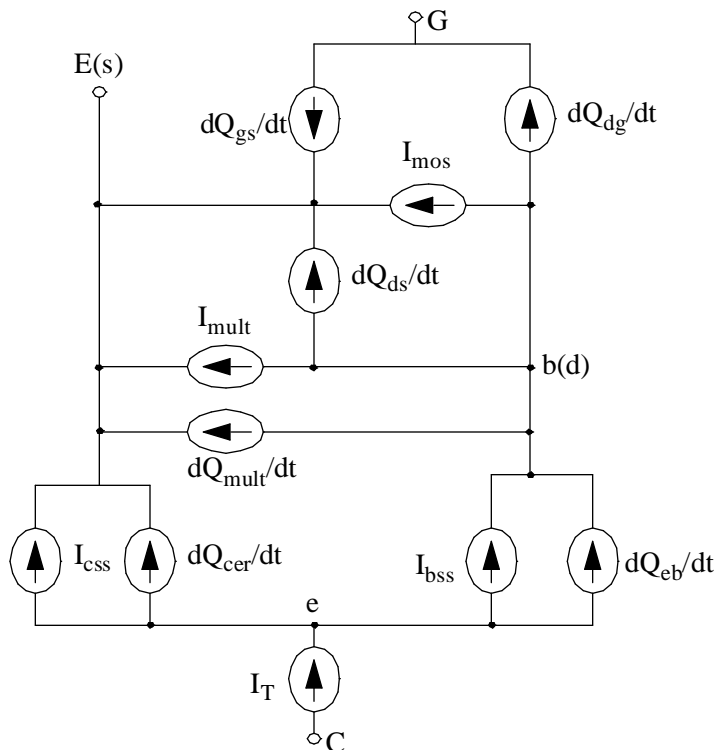 G
E(s)
dQgs/dt
dQdg/dt
Imos
dQds/dt
Imult
b(d)
dQmult/dt
Icss
dQcer/dt
Ibss
dQeb/dt
e
IT
C